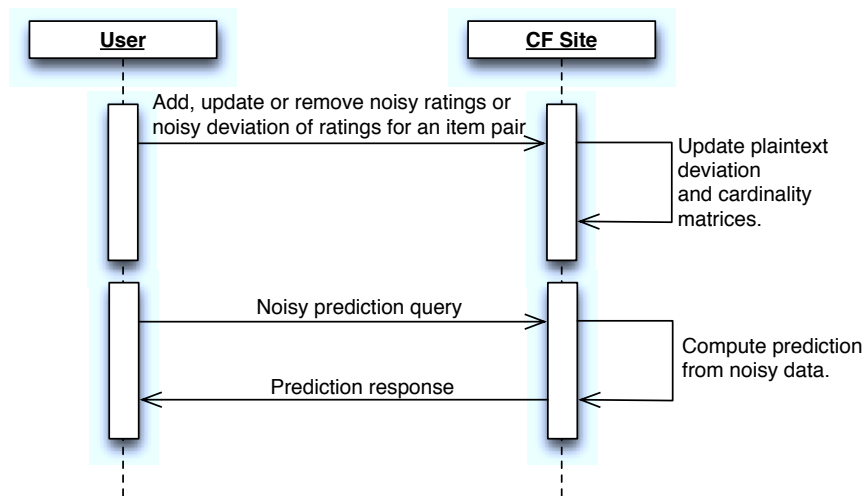 User
CF Site
Add, update or remove noisy ratings or
noisy deviation of ratings for an item pair
Update plaintext
deviation
and cardinality
matrices.
Noisy prediction query
Compute prediction
from noisy data.
Prediction response